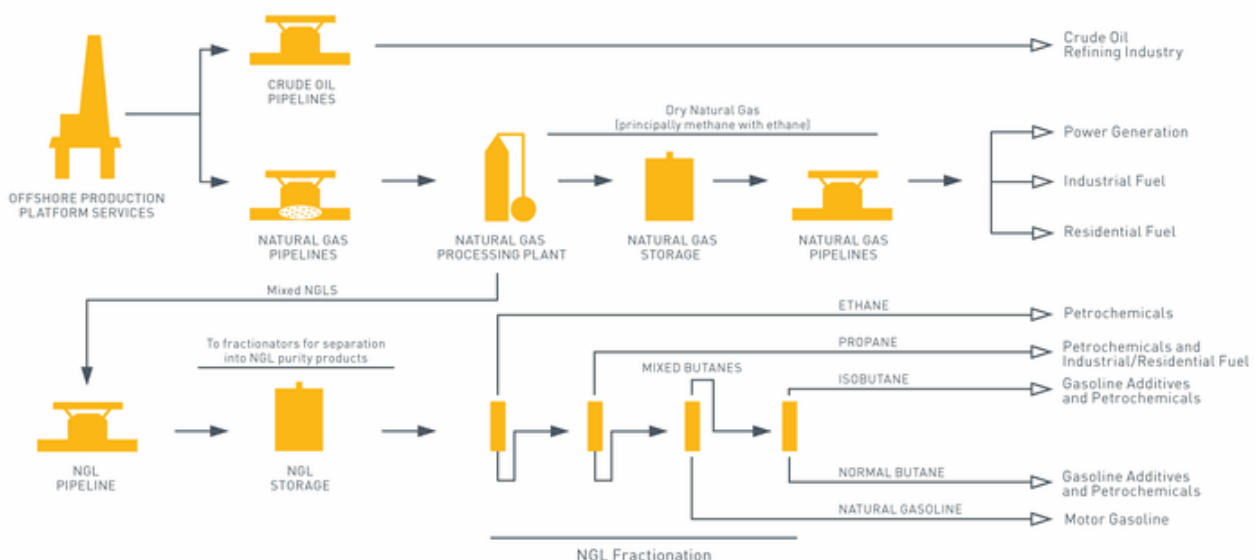 Crude Oil
Refining Industry
CRUDE OIL
PIPELINES
Dry Natural Gas
(principally methane with ethane)
Power Generation
Industrial Fuel
Residential Fuel
OFFSHORE PRODUCTION
PLATFORM SERVICES
NATURAL GAS
PIPELINES
NATURAL GAS
PROCESSING PLANT
NATURAL GAS
STORAGE
NATURAL GAS
PIPELINES
Mixed NGLS
To fractionators for separation
into NGL purity products
ETHANE
Petrochemicals
PROPANE
Petrochemicals and
Industrial/Residential Fuel
MIXED BUTANES
ISOBUTANE
Gasoline Additives
and Petrochemicals
NGL
PIPELINE
NGL
STORAGE
NORMAL BUTANE
Gasoline Additives
and Petrochemicals
NATURAL GASOLINE
Motor Gasoline
NGL Fractionation